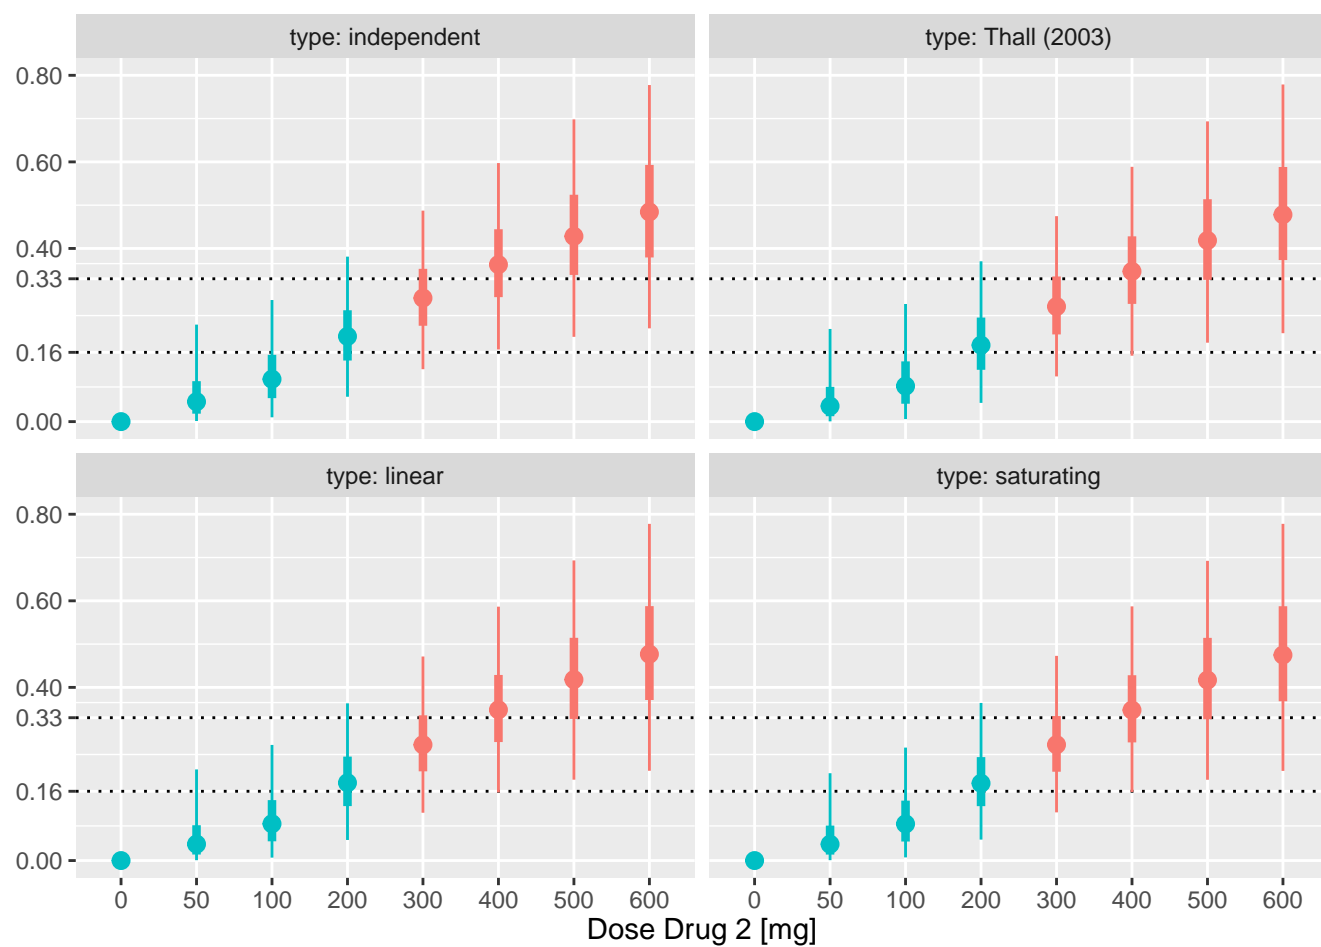 type: independent
type: Thall (2003)
0.80
0.60
0.40
0.33
0.16
0.00
type: linear
type: saturating
0.80
0.60
0.40
0.33
0.16
0.00
0 50 100 200 300 400 500 600 0 50 100 200 300 400 500 600
Dose Drug 2 [mg]